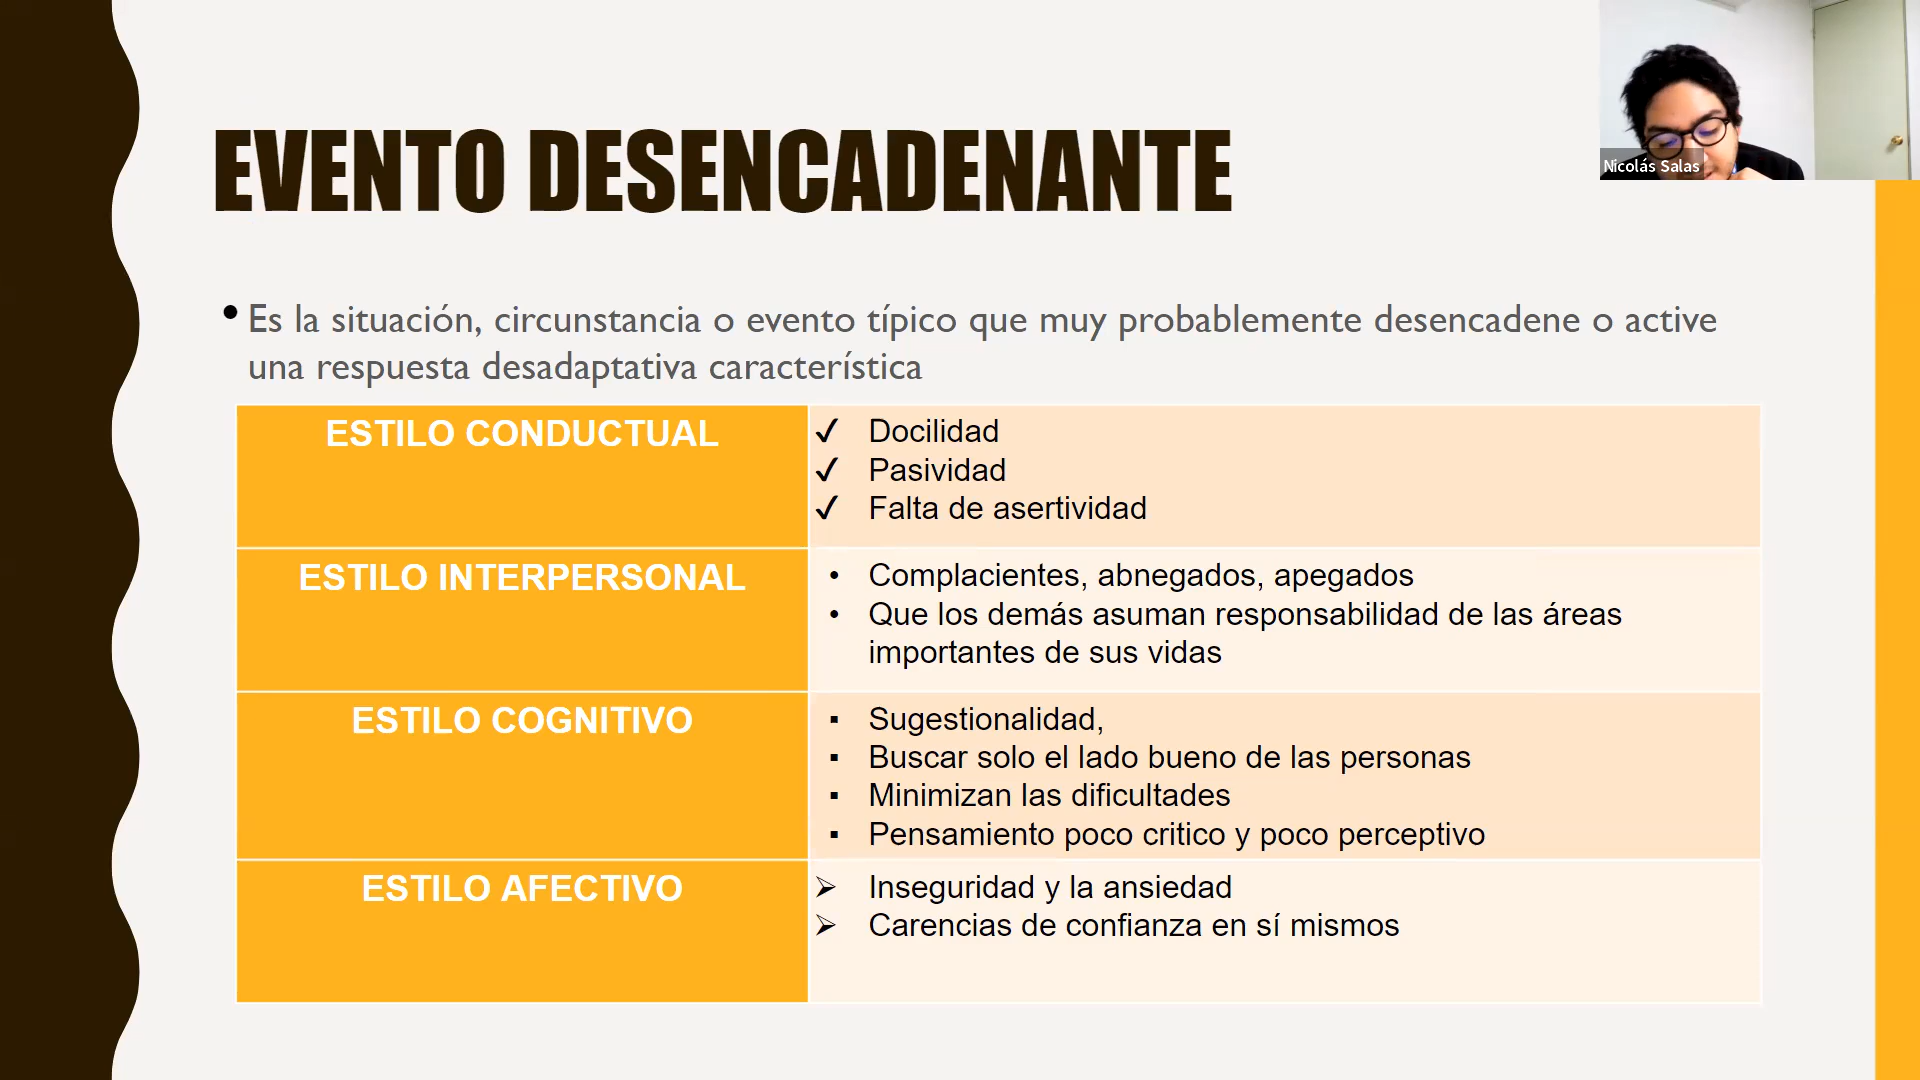 EVENTO DESENCADENANTE
Nicolás Salas
• Es la situación, circunstancia o evento típico que muy probablemente desencadene o active
una respuesta desadaptativa característica
ESTILO CONDUCTUAL
✓ Docilidad
✓ Pasividad
✓ Falta de asertividad
ESTILO INTERPERSONAL
• Complacientes, abnegados, apegados
• Que los demás asuman responsabilidad de las áreas
importantes de sus vidas
ESTILO COGNITIVO
▪ Sugestionalidad,
▪ Buscar solo el lado bueno de las personas
▪ Minimizan las dificultades
▪ Pensamiento poco critico y poco perceptivo
ESTILO AFECTIVO
➢ Inseguridad y la ansiedad
➢ Carencias de confianza en sí mismos